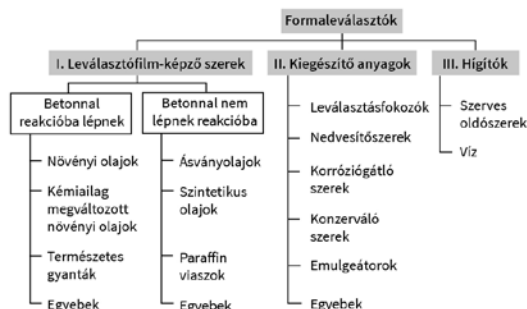 Formaleválasztók
I. Leválasztófilm-képző szerek
II. Kiegészítő anyagok
III. Hígítók
Betonnal
reakcióba lépnek
Betonnal nem
lépnek reakcióba
Növényi olajok
Kémiailag
megváltozott
növényi olajok
Természetes
gyanták
Egyebek
Ásványolajok
Szintetikus
olajok
Paraffin
viaszok
Egyebek
Leválasztásfokozók
Nedvesítőszerek
Korróziógátló
szerek
Konzerváló
szerek
Emulgeátorok
Egyebek
Szerves
oldószerek
Víz